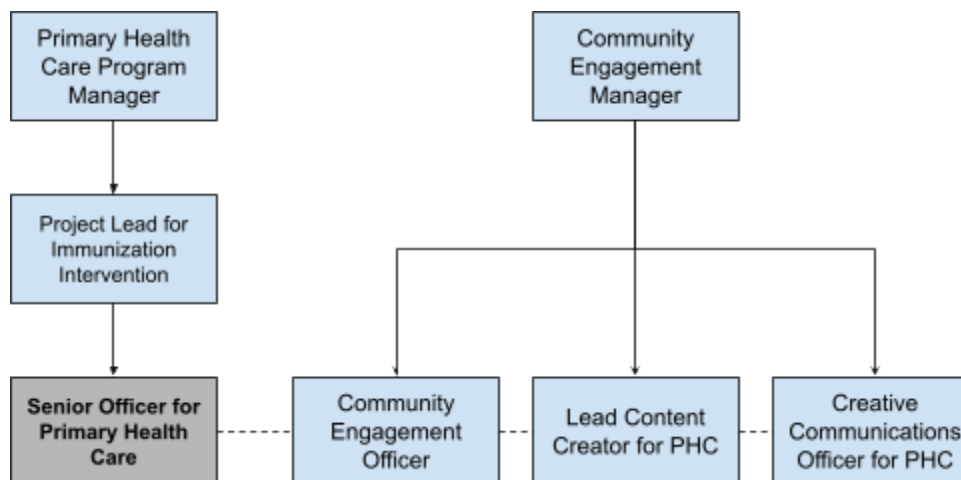 Primary Health
Care Program
Manager
Community
Engagement
Manager
Project Lead for
Immunization
Intervention
Senior Officer for
Primary Health
Care
Community
Engagement
Officer
Lead Content
Creator for PHC
Creative
Communications
Officer for PHC